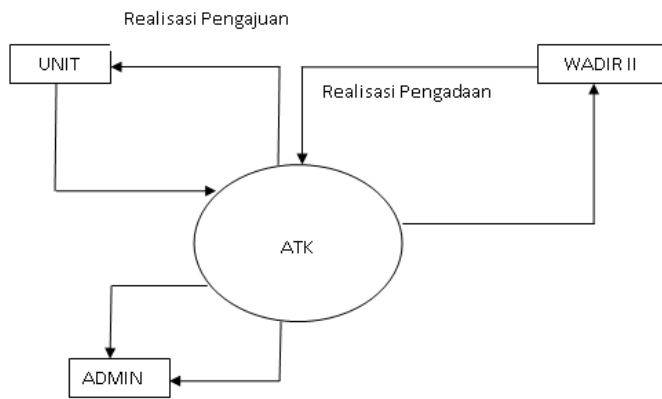 Realisasi Pengajuan
UNIT
WADIR II
Realisasi Pengadaan
ATK
ADMIN